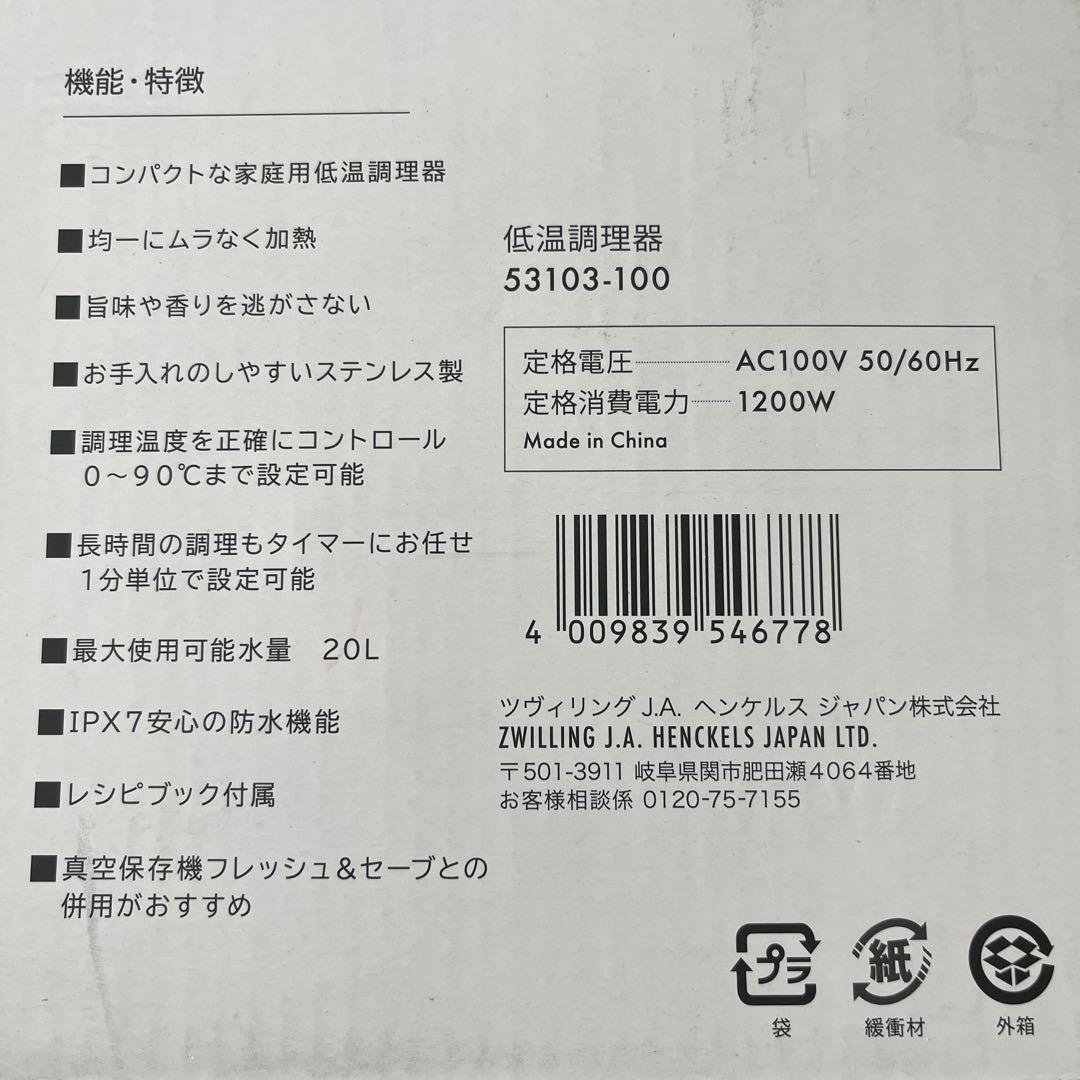 機能・特徴
■コンパクトな家庭用低温調理器
■均一にムラなく加熱
■旨味や香りを逃がさない
■お手入れのしやすいステンレス製
■調理温度を正確にコントロール
0～90℃まで設定可能
■長時間の調理もタイマーにお任せ
1分単位で設定可能
■最大使用可能水量 20L
■IPX7安心の防水機能
■レシピブック付属
■真空保存機フレッシュ&セーブとの
併用がおすすめ
低温調理器
53103-100
定格電圧 AC100V 50/60Hz
定格消費電力 1200W
Made in China
4 009839 546778
ツヴィリング J.A. ヘンケルス ジャパン株式会社
ZWILLING J.A. HENCKELS JAPAN LTD.
〒501-3911 岐阜県関市肥田瀬4064番地
お客様相談係 0120-75-7155
プラ
袋
紙
緩衝材
外箱